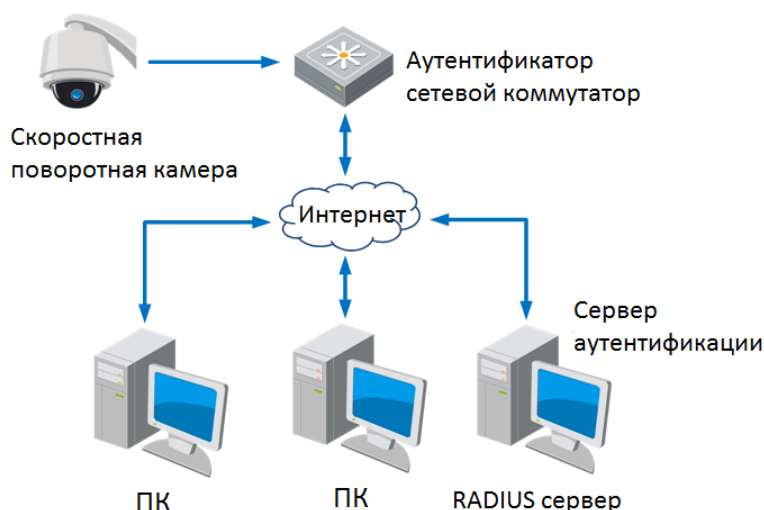 Аутентификатор
сетевой коммутатор
Скоростная
поворотная камера
Интернет
Сервер
аутентификации
ПК
ПК
RADIUS сервер